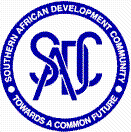 SOUTHERN AFRICAN DEVELOPMENT COMMUNITY
SADC
TOWARDS A COMMON FUTURE